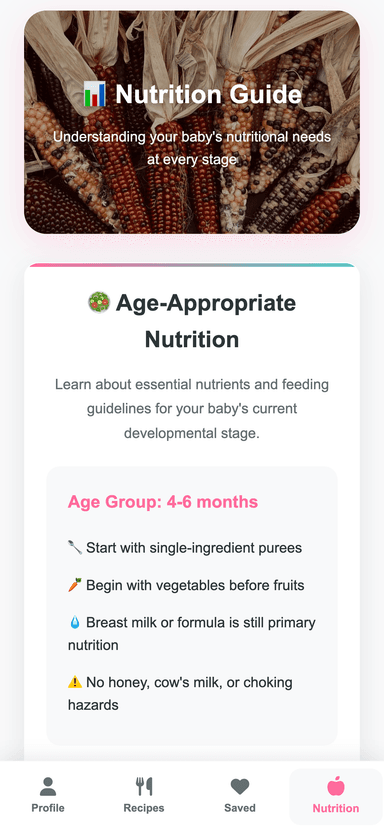 📊 Nutrition Guide
Understanding your baby's nutritional needs
at every stage
🥗 Age-Appropriate
Nutrition
Learn about essential nutrients and feeding
guidelines for your baby's current
developmental stage.
Age Group: 4-6 months
🥄 Start with single-ingredient purees
🥕 Begin with vegetables before fruits
💧 Breast milk or formula is still primary
nutrition
⚠️ No honey, cow's milk, or choking
hazards
Profile
Recipes
Saved
Nutrition